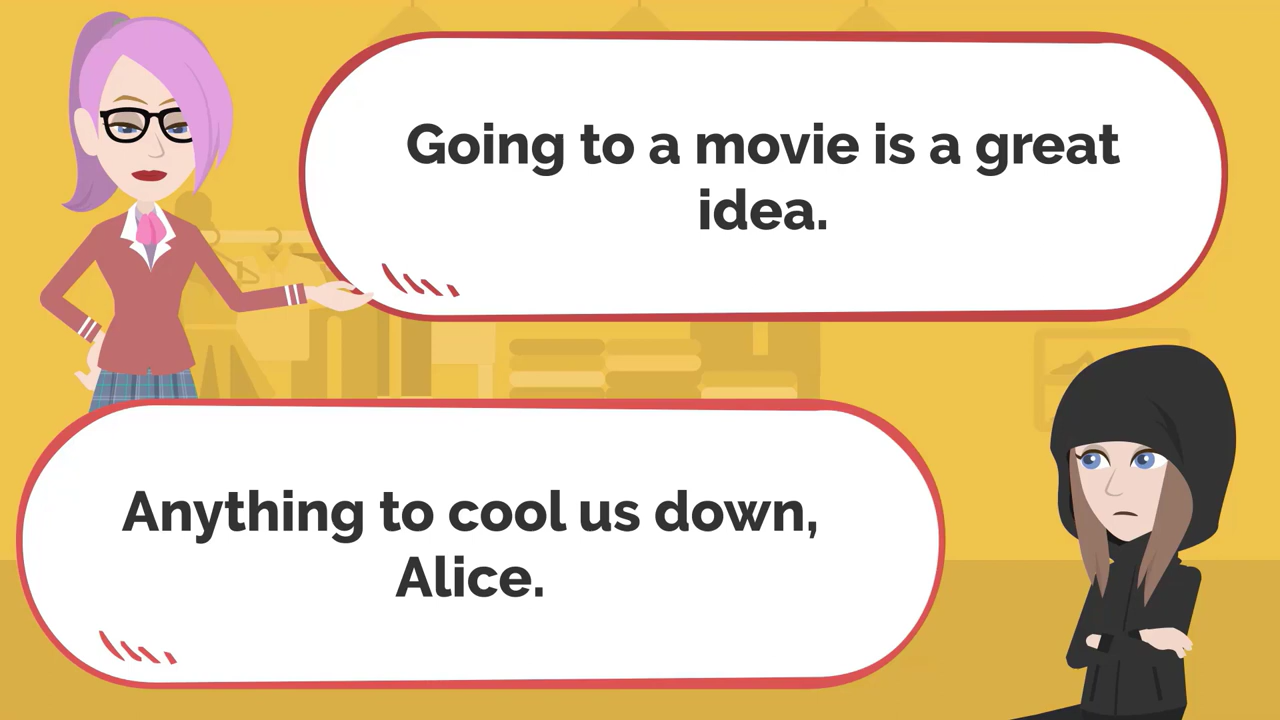 Going to a movie is a great
idea.
Anything to cool us down,
Alice.